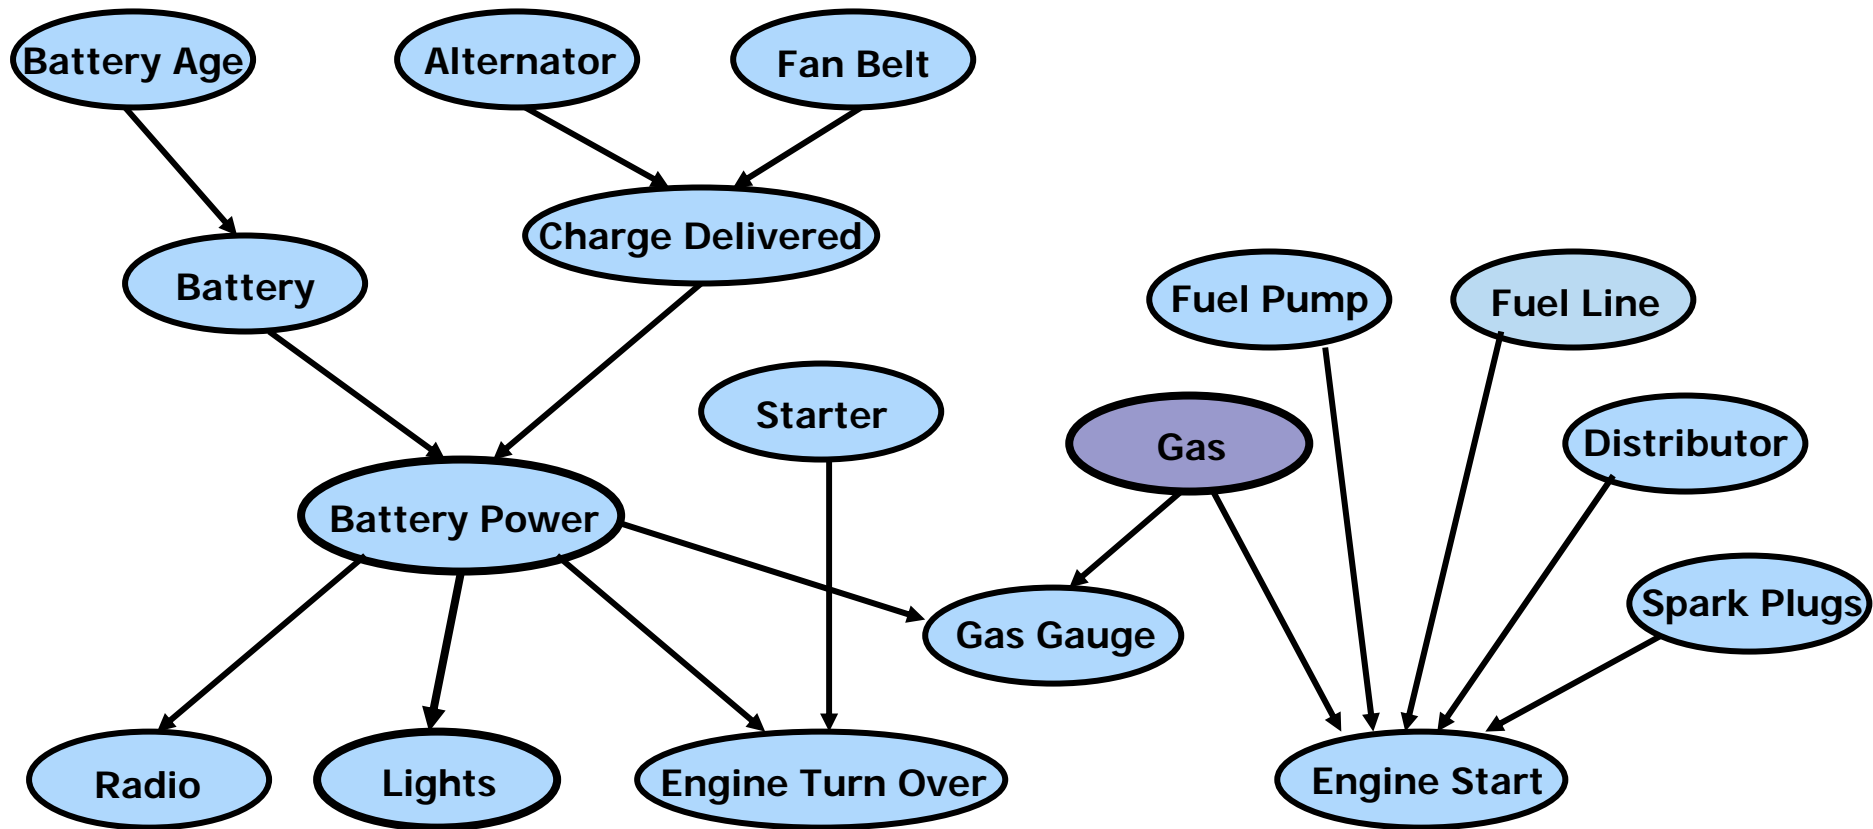 Battery Age
Alternator
Fan Belt
Charge Delivered
Battery
Fuel Pump
Fuel Line
Starter
Gas
Distributor
Battery Power
Gas Gauge
Spark Plugs
Radio
Lights
Engine Turn Over
Engine Start